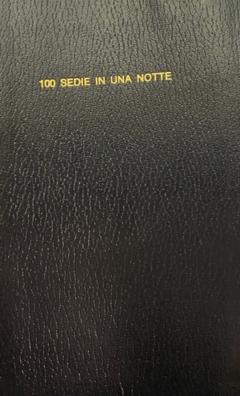 100 SEDIE IN UNA NOTTE